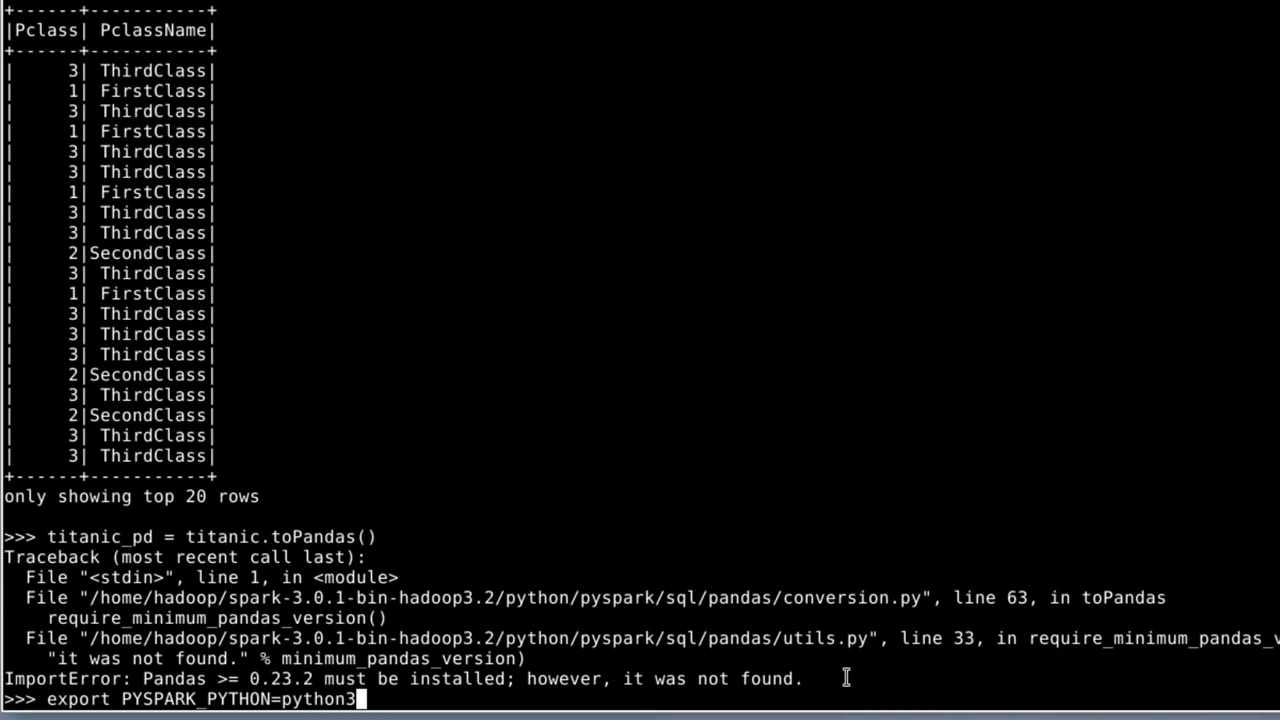 +------+-----------+
|Pclass| PclassName|
+------+-----------+
|     3| ThirdClass|
|     1| FirstClass|
|     3| ThirdClass|
|     1| FirstClass|
|     3| ThirdClass|
|     3| ThirdClass|
|     1| FirstClass|
|     3| ThirdClass|
|     3| ThirdClass|
|     2|SecondClass|
|     3| ThirdClass|
|     1| FirstClass|
|     3| ThirdClass|
|     3| ThirdClass|
|     3| ThirdClass|
|     2|SecondClass|
|     3| ThirdClass|
|     2|SecondClass|
|     3| ThirdClass|
|     3| ThirdClass|
+------+-----------+
only showing top 20 rows
>>> titanic_pd = titanic.toPandas()
Traceback (most recent call last):
  File "<stdin>", line 1, in <module>
  File "/home/hadoop/spark-3.0.1-bin-hadoop3.2/python/pyspark/sql/pandas/conversion.py", line 63, in toPandas
    require_minimum_pandas_version()
  File "/home/hadoop/spark-3.0.1-bin-hadoop3.2/python/pyspark/sql/pandas/utils.py", line 33, in require_minimum_pandas_v
    "it was not found." % minimum_pandas_version)
ImportError: Pandas >= 0.23.2 must be installed; however, it was not found.
>>> export PYSPARK_PYTHON=python3